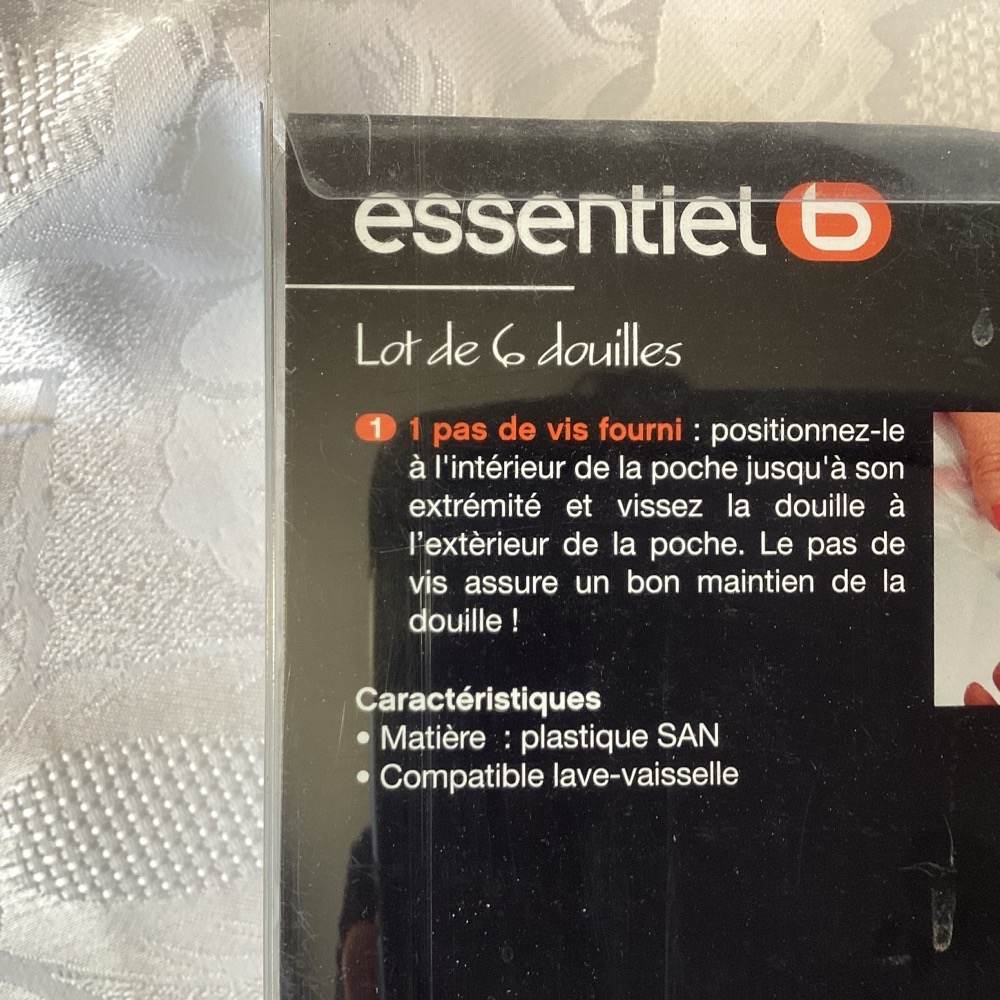 essentiel b
Lot de 6 douilles
1 1 pas de vis fourni : positionnez-le
à l'intérieur de la poche jusqu'à son
extrémité et vissez la douille à
l’extèrieur de la poche. Le pas de
vis assure un bon maintien de la
douille !
Caractéristiques
• Matière : plastique SAN
• Compatible lave-vaisselle